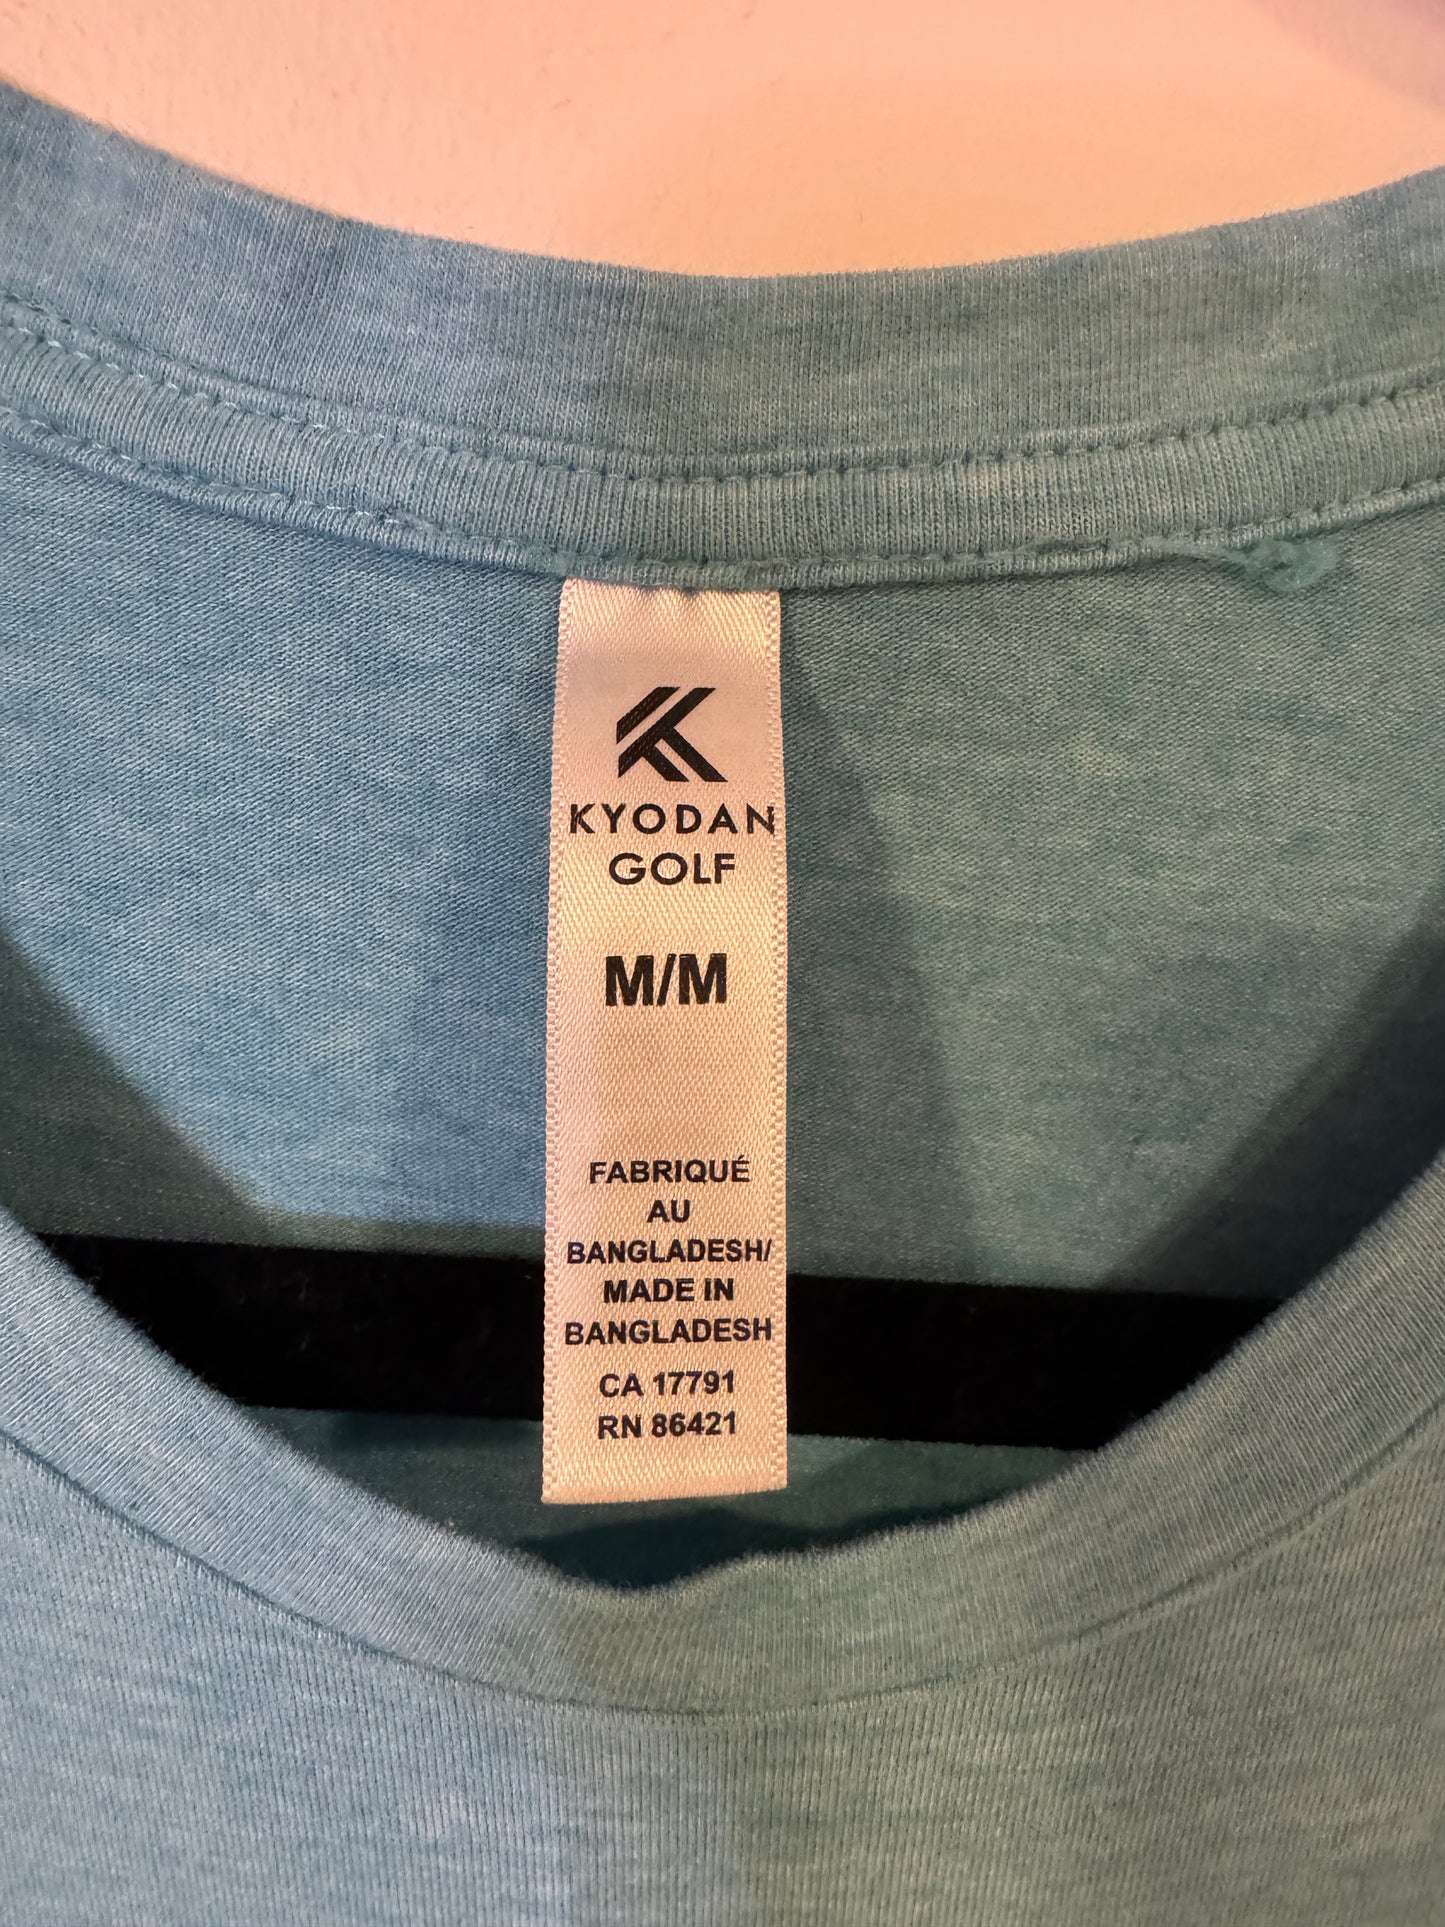 KYODAN
GOLF
M/M
FABRIQUÉ
AU
BANGLADESH/
MADE IN
BANGLADESH
CA 17791
RN 86421